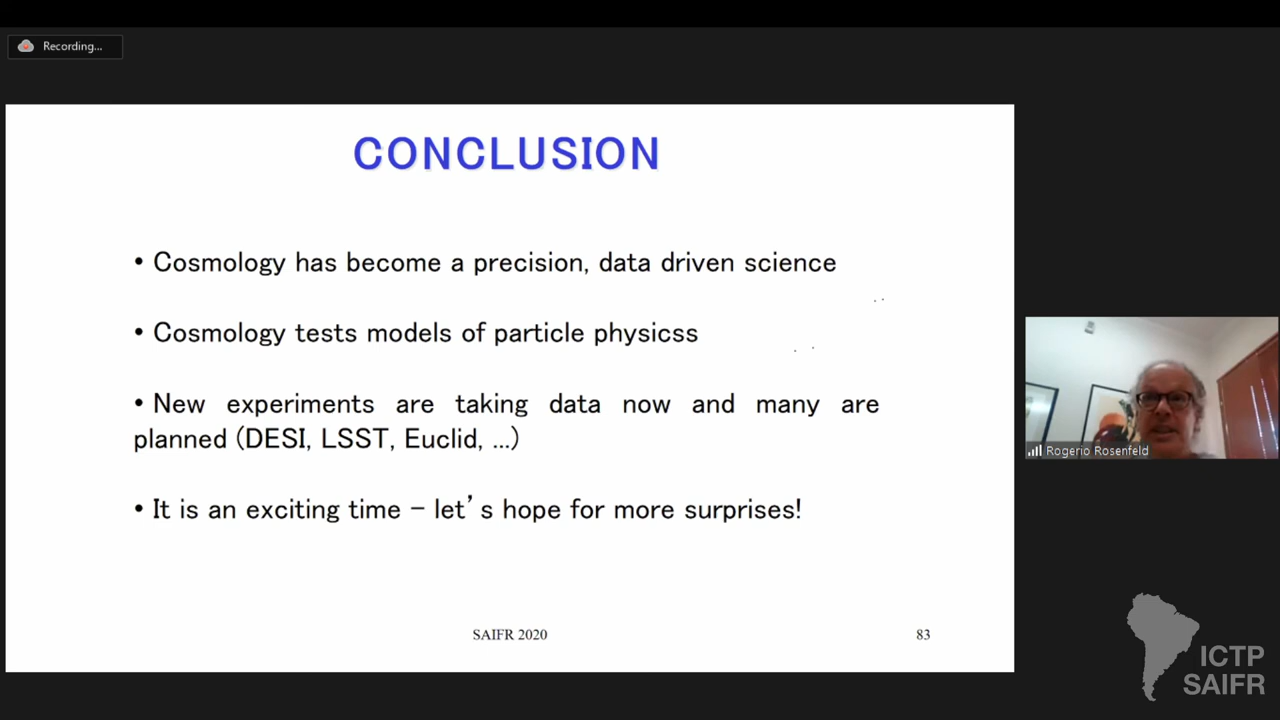 Recording...
CONCLUSION
• Cosmology has become a precision, data driven science
• Cosmology tests models of particle physicss
• New experiments are taking data now and many are
planned (DESI, LSST, Euclid, ...)
• It is an exciting time – let's hope for more surprises!
SAIFR 2020
83
Rogerio Rosenfeld
ICTP
SAIFR